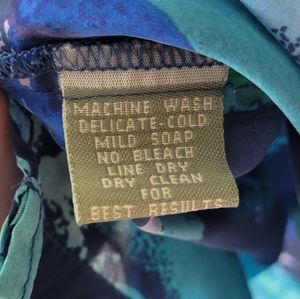 MACHINE WASH
DELICATE-COLD
MILD SOAP
NO BLEACH
LINE DRY
DRY CLEAN
FOR
BEST RESULTS